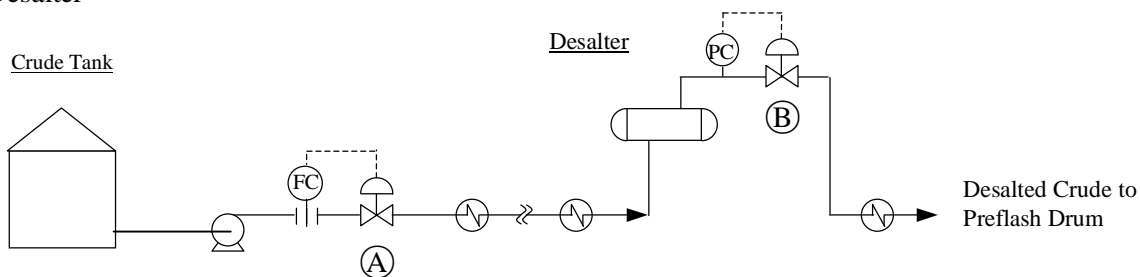 Desalter
Crude Tank
PC
B
FC
A
Desalted Crude to
Preflash Drum